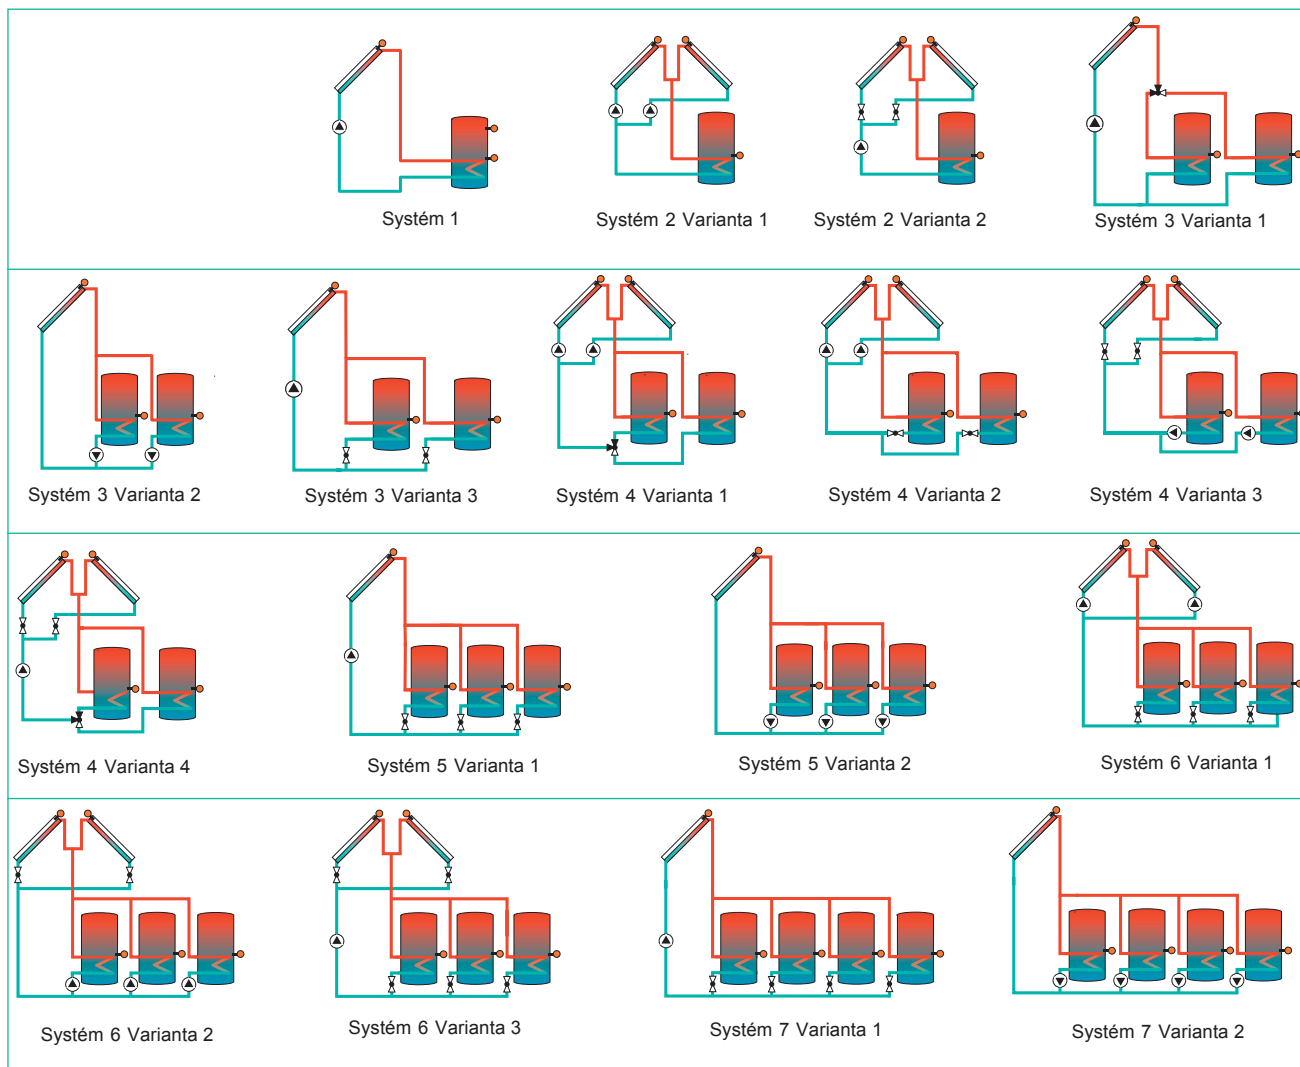 Systém 1
Systém 2 Varianta 1
Systém 2 Varianta 2
Systém 3 Varianta 1
Systém 3 Varianta 2
Systém 3 Varianta 3
Systém 4 Varianta 1
Systém 4 Varianta 2
Systém 4 Varianta 3
Systém 4 Varianta 4
Systém 5 Varianta 1
Systém 5 Varianta 2
Systém 6 Varianta 1
Systém 6 Varianta 2
Systém 6 Varianta 3
Systém 7 Varianta 1
Systém 7 Varianta 2